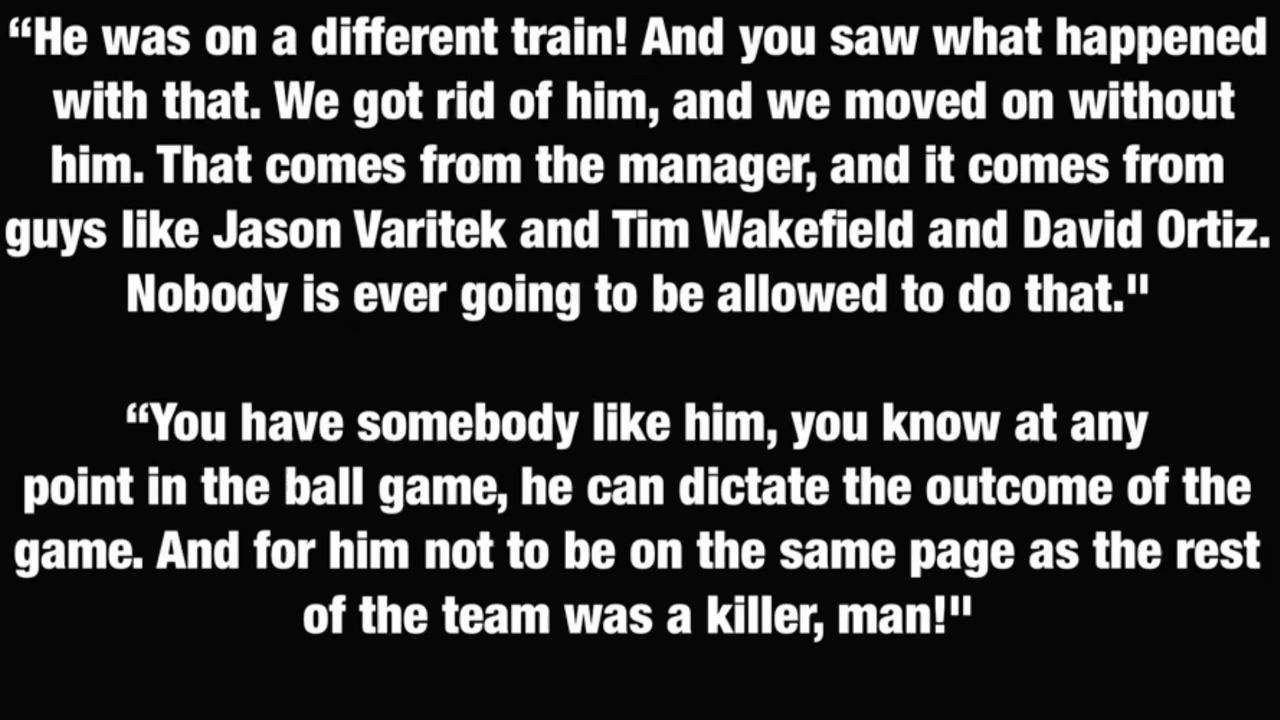 “He was on a different train! And you saw what happened
with that. We got rid of him, and we moved on without
him. That comes from the manager, and it comes from
guys like Jason Varitek and Tim Wakefield and David Ortiz.
Nobody is ever going to be allowed to do that."
“You have somebody like him, you know at any
point in the ball game, he can dictate the outcome of the
game. And for him not to be on the same page as the rest
of the team was a killer, man!"